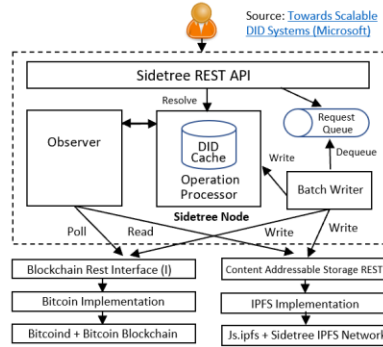 Source: Towards Scalable
DID Systems (Microsoft)
Sidetree REST API
Resolve
Observer
DID
Cache
Operation
Processor
Request
Queue
Dequeue
Write
Batch Writer
Sidetree Node
Poll
Read
Write
Write
Blockchain Rest Interface (I)
Content Addressable Storage REST
Bitcoin Implementation
IPFS Implementation
Bitcoind + Bitcoin Blockchain
Js.ipfs + Sidetree IPFS Network